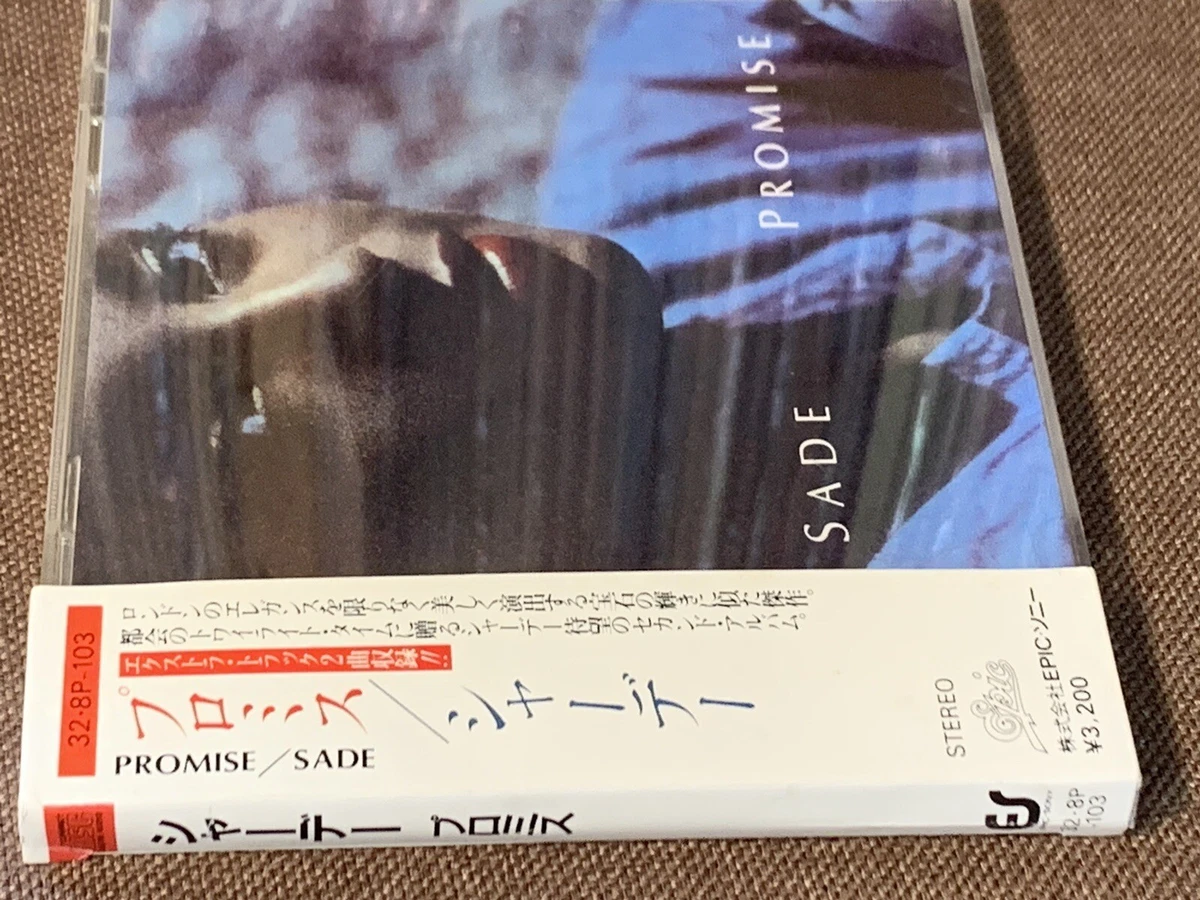 PROMISE
SADE
32・8P-103
ロンドンのエレガンスを限りなく美しく演出する宝石の輝きに似た傑作。
都会のトワイライト・タイムに贈るシャーデー待望のセカンド・アルバム。
エクストラ・トラック2曲収録!!
プロミス／シャーデー
PROMISE／SADE
STEREO
Epic
株式会社EPIC・ソニー
¥3,200
シャーデー プロミス
ES
32・8P
-103